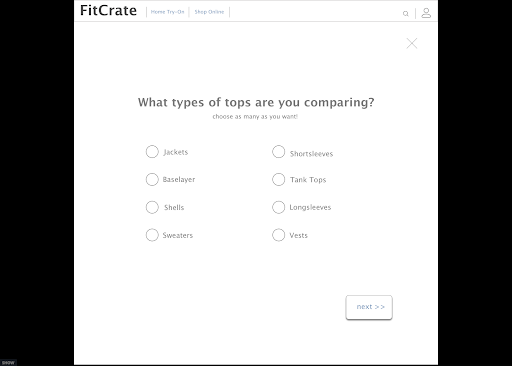 FitCrate
Home Try-On
Shop Online
What types of tops are you comparing?
choose as many as you want!
Jackets
Shortsleeves
Baselayer
Tank Tops
Shells
Longsleeves
Sweaters
Vests
next >>
SHOW